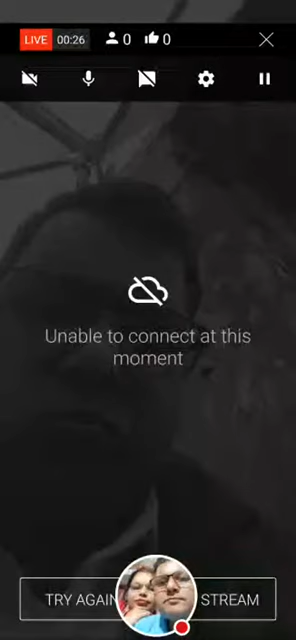 LIVE 00:26 0 0
Unable to connect at this
moment
TRY AGAIN STREAM